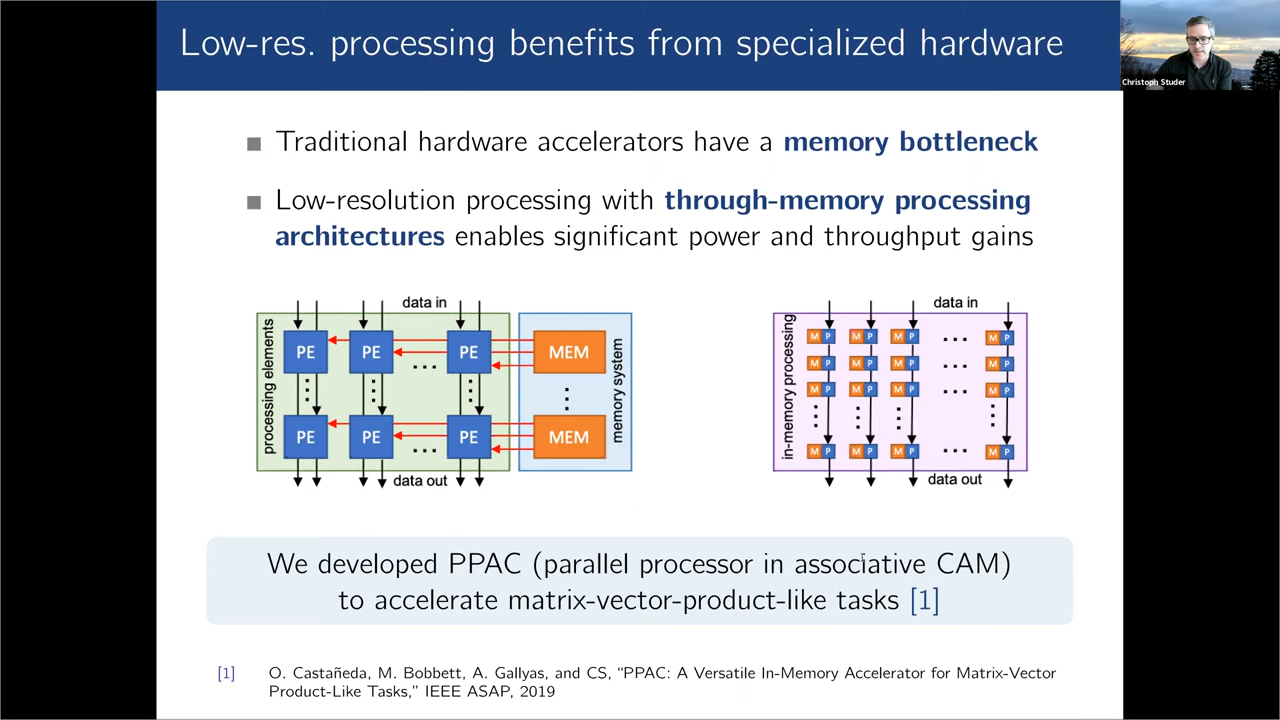 Low-res. processing benefits from specialized hardware
Christoph Studer
Traditional hardware accelerators have a memory bottleneck
Low-resolution processing with through-memory processing
architectures enables significant power and throughput gains
data in
processing elements
PE PE PE MEM
... 
PE PE PE MEM
...
memory system
data out
data in
in-memory processing
M P M P M P ... M P
M P M P M P ... M P
M P M P M P ... M P
M P M P M P ... M P
data out
We developed PPAC (parallel processor in associative CAM)
to accelerate matrix-vector-product-like tasks [1]
[1] O. Castañeda, M. Bobbett, A. Gallyas, and CS, “PPAC: A Versatile In-Memory Accelerator for Matrix-Vector
Product-Like Tasks,” IEEE ASAP, 2019